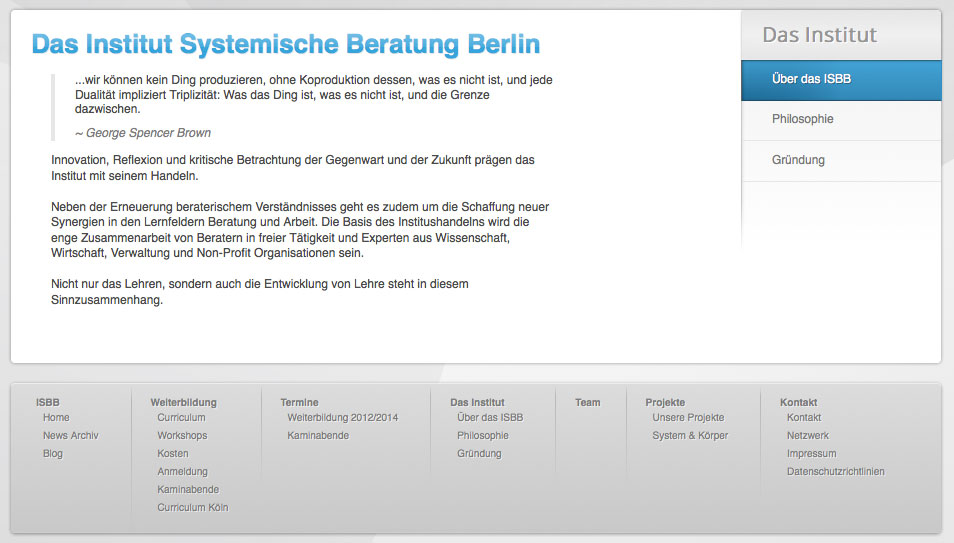 Das Institut Systemische Beratung Berlin
...wir können kein Ding produzieren, ohne Koproduktion dessen, was es nicht ist, und jede
Dualität impliziert Triplizität: Was das Ding ist, was es nicht ist, und die Grenze
dazwischen.
~ George Spencer Brown
Innovation, Reflexion und kritische Betrachtung der Gegenwart und der Zukunft prägen das
Institut mit seinem Handeln.
Neben der Erneuerung beraterischem Verständnisses geht es zudem um die Schaffung neuer
Synergien in den Lernfeldern Beratung und Arbeit. Die Basis des Institushandelns wird die
enge Zusammenarbeit von Beratern in freier Tätigkeit und Experten aus Wissenschaft,
Wirtschaft, Verwaltung und Non-Profit Organisationen sein.
Nicht nur das Lehren, sondern auch die Entwicklung von Lehre steht in diesem
Sinnzusammenhang.
Das Institut
Über das ISBB
Philosophie
Gründung
ISBB
Home
News Archiv
Blog
Weiterbildung
Curriculum
Workshops
Kosten
Anmeldung
Kaminabende
Curriculum Köln
Termine
Weiterbildung 2012/2014
Kaminabende
Das Institut
Über das ISBB
Philosophie
Gründung
Team
Projekte
Unsere Projekte
System & Körper
Kontakt
Kontakt
Netzwerk
Impressum
Datenschutzrichtlinien